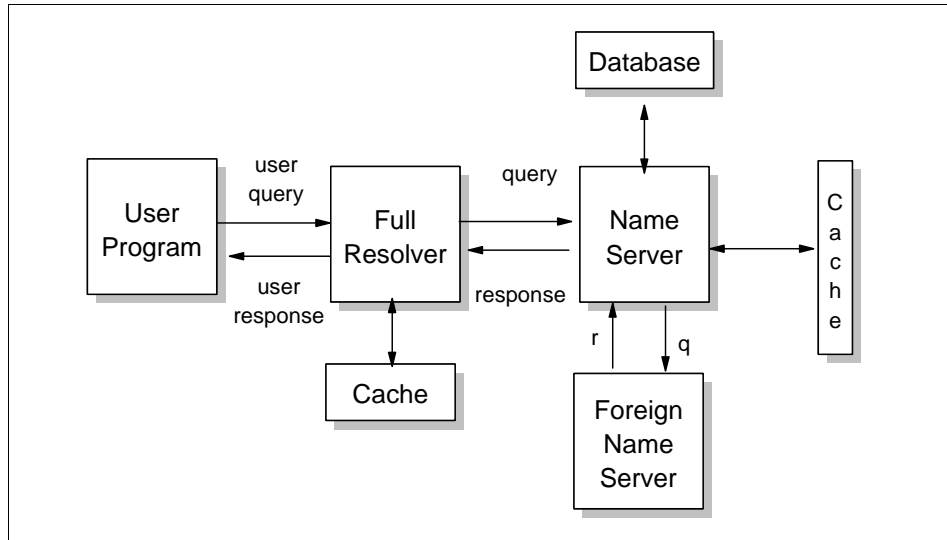 Database
user
query
query
User
Program
Full
Resolver
Name
Server
C
a
c
h
e
user
response
response
r
q
Cache
Foreign
Name
Server